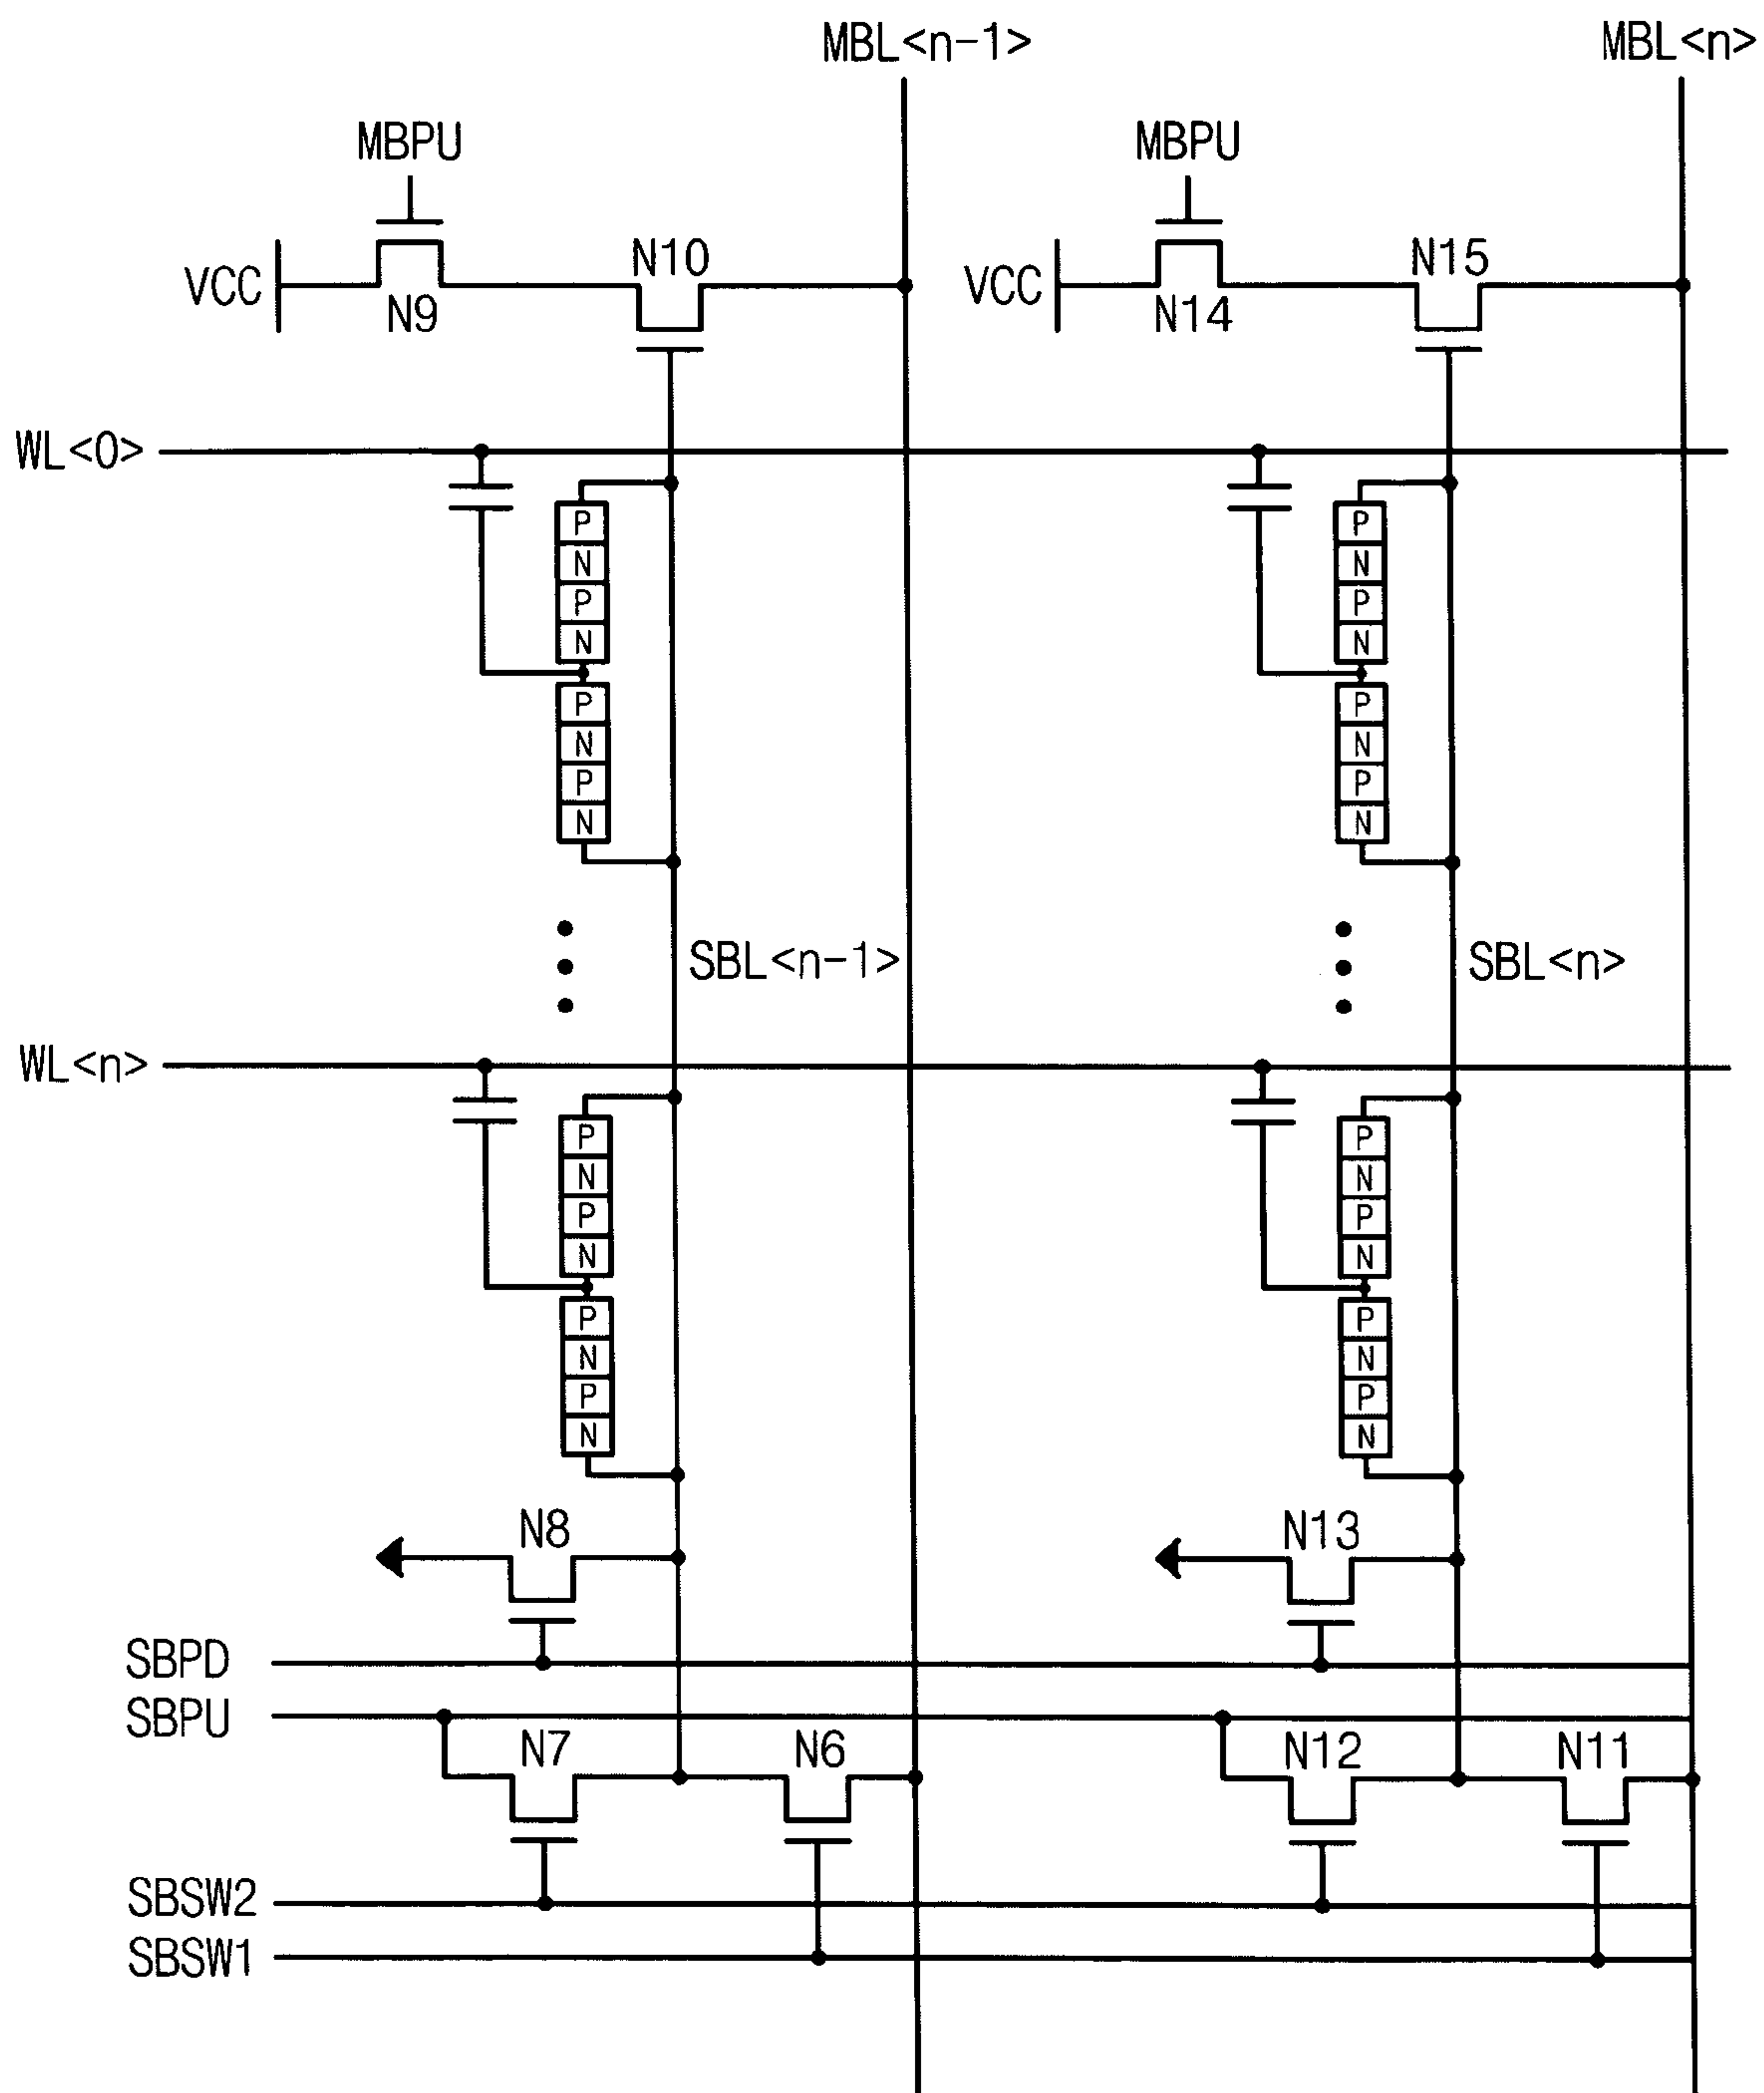 MBL<n-1> MBL<n>
MBPU MBPU
VCC N9 N10 VCC N14 N15
WL<0>
P P
N N
P P
N N
P P
N N
P P
N N
SBL<n-1> SBL<n>
WL<n>
P P
N N
P P
N N
P P
N N
P P
N N
N8 N13
SBPD
SBPU
N7 N6 N12 N11
SBSW2
SBSW1